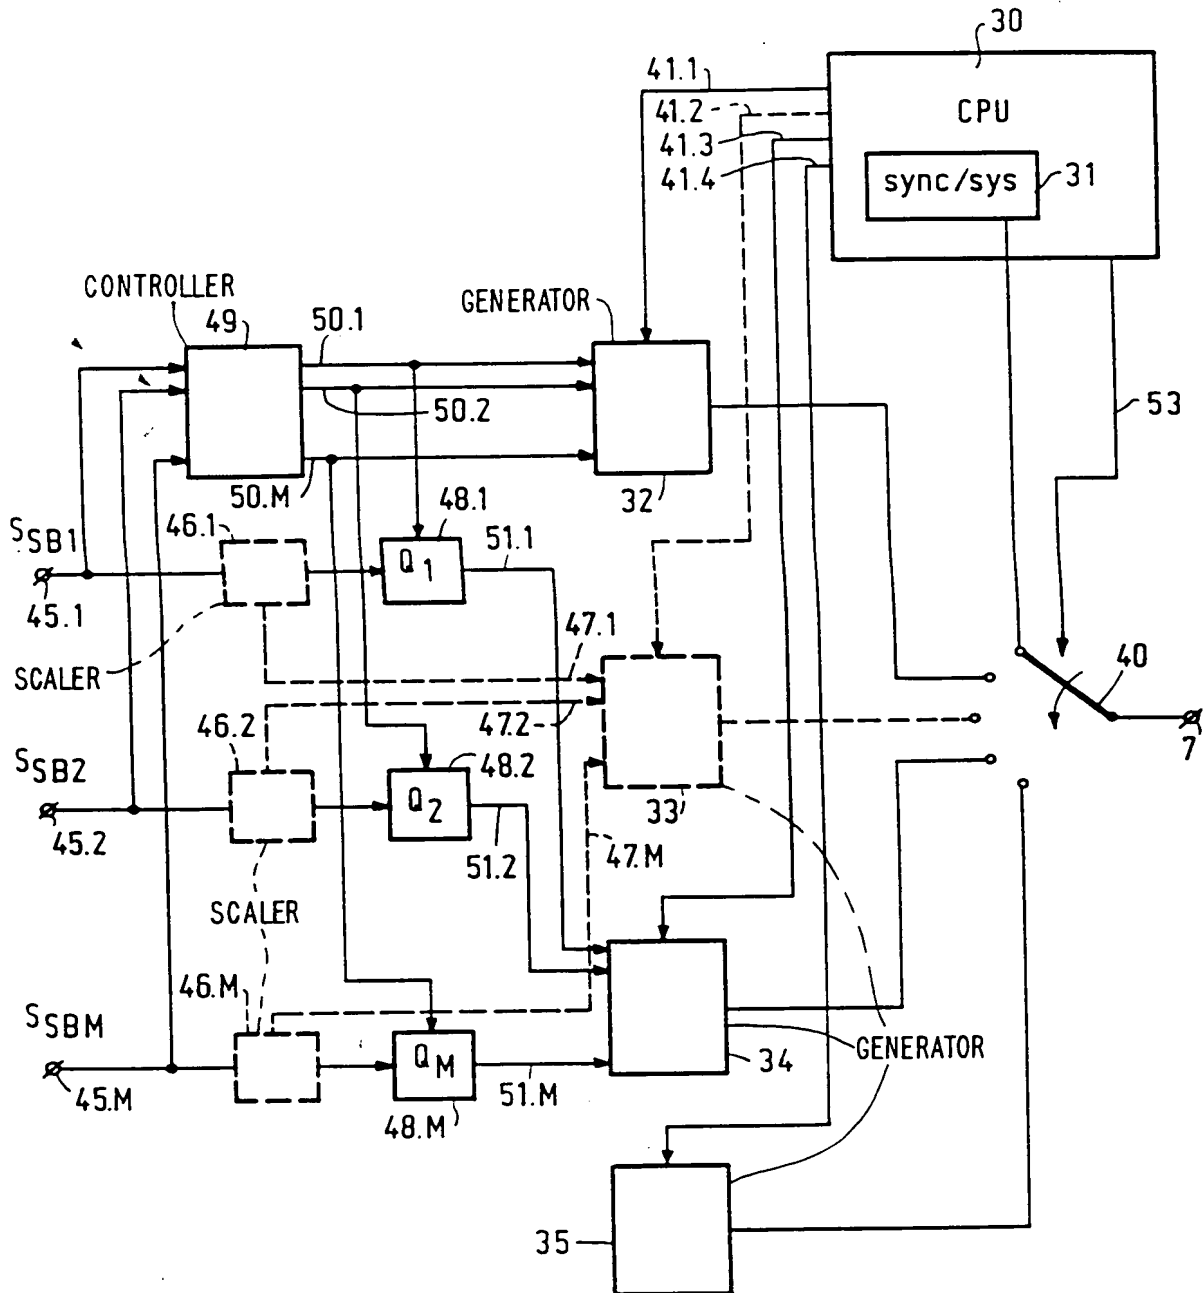 30
CPU
41.1
41.2
41.3
41.4
sync/sys
31
CONTROLLER
49
50.1
GENERATOR
50.2
53
50.M
32
46.1
48.1
SSB1
Q1
51.1
45.1
47.1
SCALER
40
46.2
47.2
7
SSB2
48.2
Q2
33
45.2
51.2
47.M
SCALER
46.M
SSBM
QM
34
GENERATOR
45.M
51.M
48.M
35